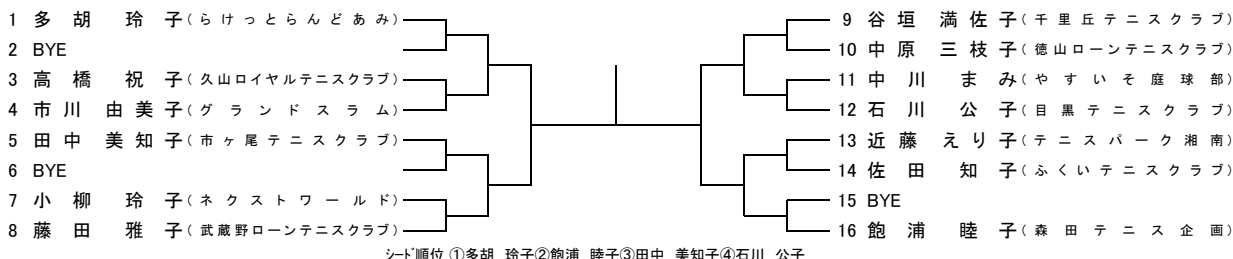 1 多胡 玲子(らけっとらんどあみ)
2 BYE
3 高橋 祝子(久山ロイヤルテニスクラブ)
4 市川 由美子(グランドスラム)
5 田中 美知子(市ヶ尾テニスクラブ)
6 BYE
7 小柳 玲子(ネクストワールド)
8 藤田 雅子(武蔵野ローンテニスクラブ)
9 谷垣 満佐子(千里丘テニスクラブ)
10 中原 三枝子(徳山ローンテニスクラブ)
11 中川 まみ(やすいそ庭球部)
12 石川 公子(目黒テニスクラブ)
13 近藤 えり子(テニスパーク湘南)
14 佐田 知子(ふくいテニスクラブ)
15 BYE
16 飽浦 睦子(森田テニス企画)
シード順位 ①多胡 玲子②飽浦 睦子③田中 美知子④石川 公子